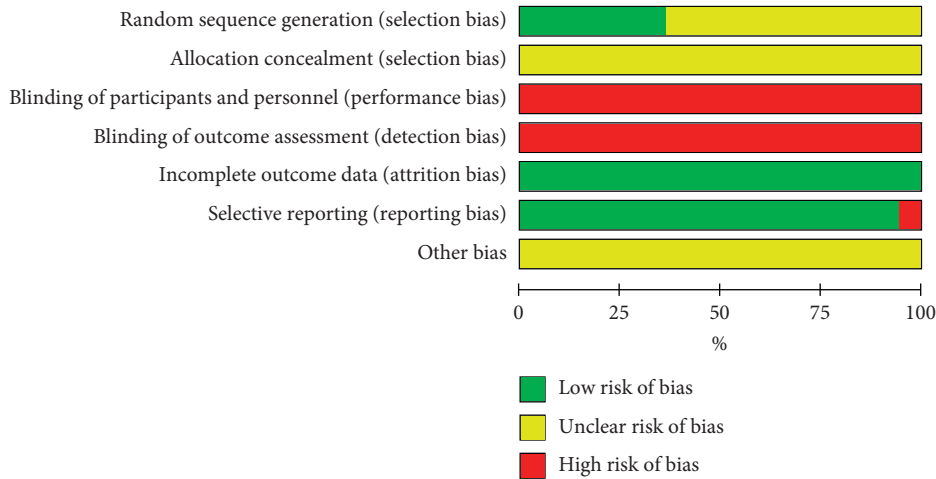 Random sequence generation (selection bias)
Allocation concealment (selection bias)
Blinding of participants and personnel (performance bias)
Blinding of outcome assessment (detection bias)
Incomplete outcome data (attrition bias)
Selective reporting (reporting bias)
Other bias
0 25 50 75 100
%
Low risk of bias
Unclear risk of bias
High risk of bias